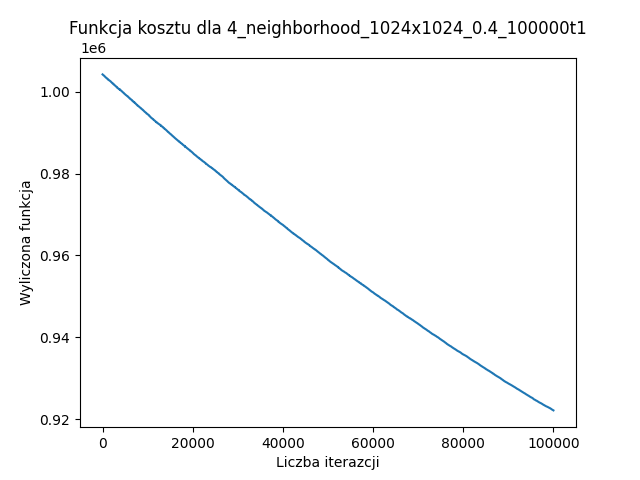 Funkcja kosztu dla 4_neighborhood_1024x1024_0.4_100000t1
1e6
1.00
0.98
0.96
0.94
0.92
Wyliczona funkcja
0 20000 40000 60000 80000 100000
Liczba iterazcji